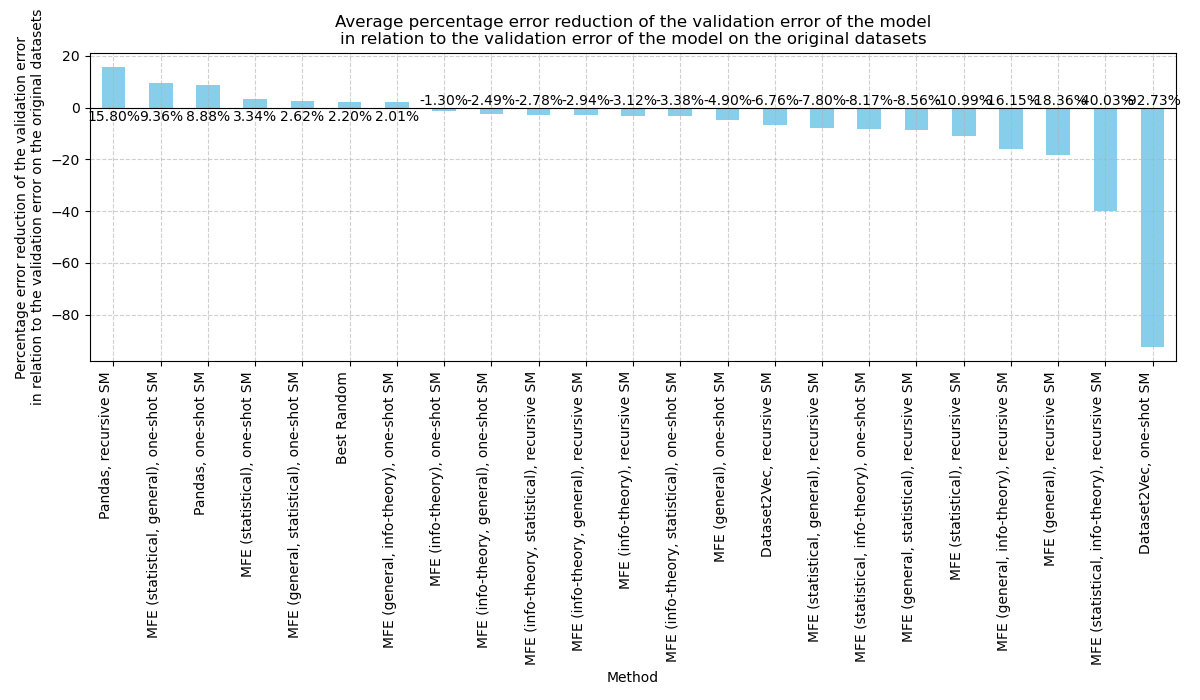 Average percentage error reduction of the validation error of the model
in relation to the validation error of the model on the original datasets
Percentage error reduction of the validation error
in relation to the validation error on the original datasets
20
0
−20
−40
−60
−80
15.80%
9.36%
8.88%
3.34%
2.62%
2.20%
2.01%
-1.30%
-2.49%
-2.78%
-2.94%
-3.12%
-3.38%
-4.90%
-6.76%
-7.80%
-8.17%
-8.56%
-10.99%
-16.15%
-18.36%
-40.03%
-92.73%
Pandas, recursive SM
MFE (statistical, general), one-shot SM
Pandas, one-shot SM
MFE (statistical), one-shot SM
MFE (general, statistical), one-shot SM
Best Random
MFE (general, info-theory), one-shot SM
MFE (info-theory), one-shot SM
MFE (info-theory, general), one-shot SM
MFE (info-theory, statistical), recursive SM
MFE (info-theory, general), recursive SM
MFE (info-theory), recursive SM
MFE (info-theory, statistical), one-shot SM
MFE (general), one-shot SM
Dataset2Vec, recursive SM
MFE (statistical, general), recursive SM
MFE (statistical, info-theory), one-shot SM
MFE (general, statistical), recursive SM
MFE (statistical), recursive SM
MFE (general, info-theory), recursive SM
MFE (general), recursive SM
MFE (statistical, info-theory), recursive SM
Dataset2Vec, one-shot SM
Method